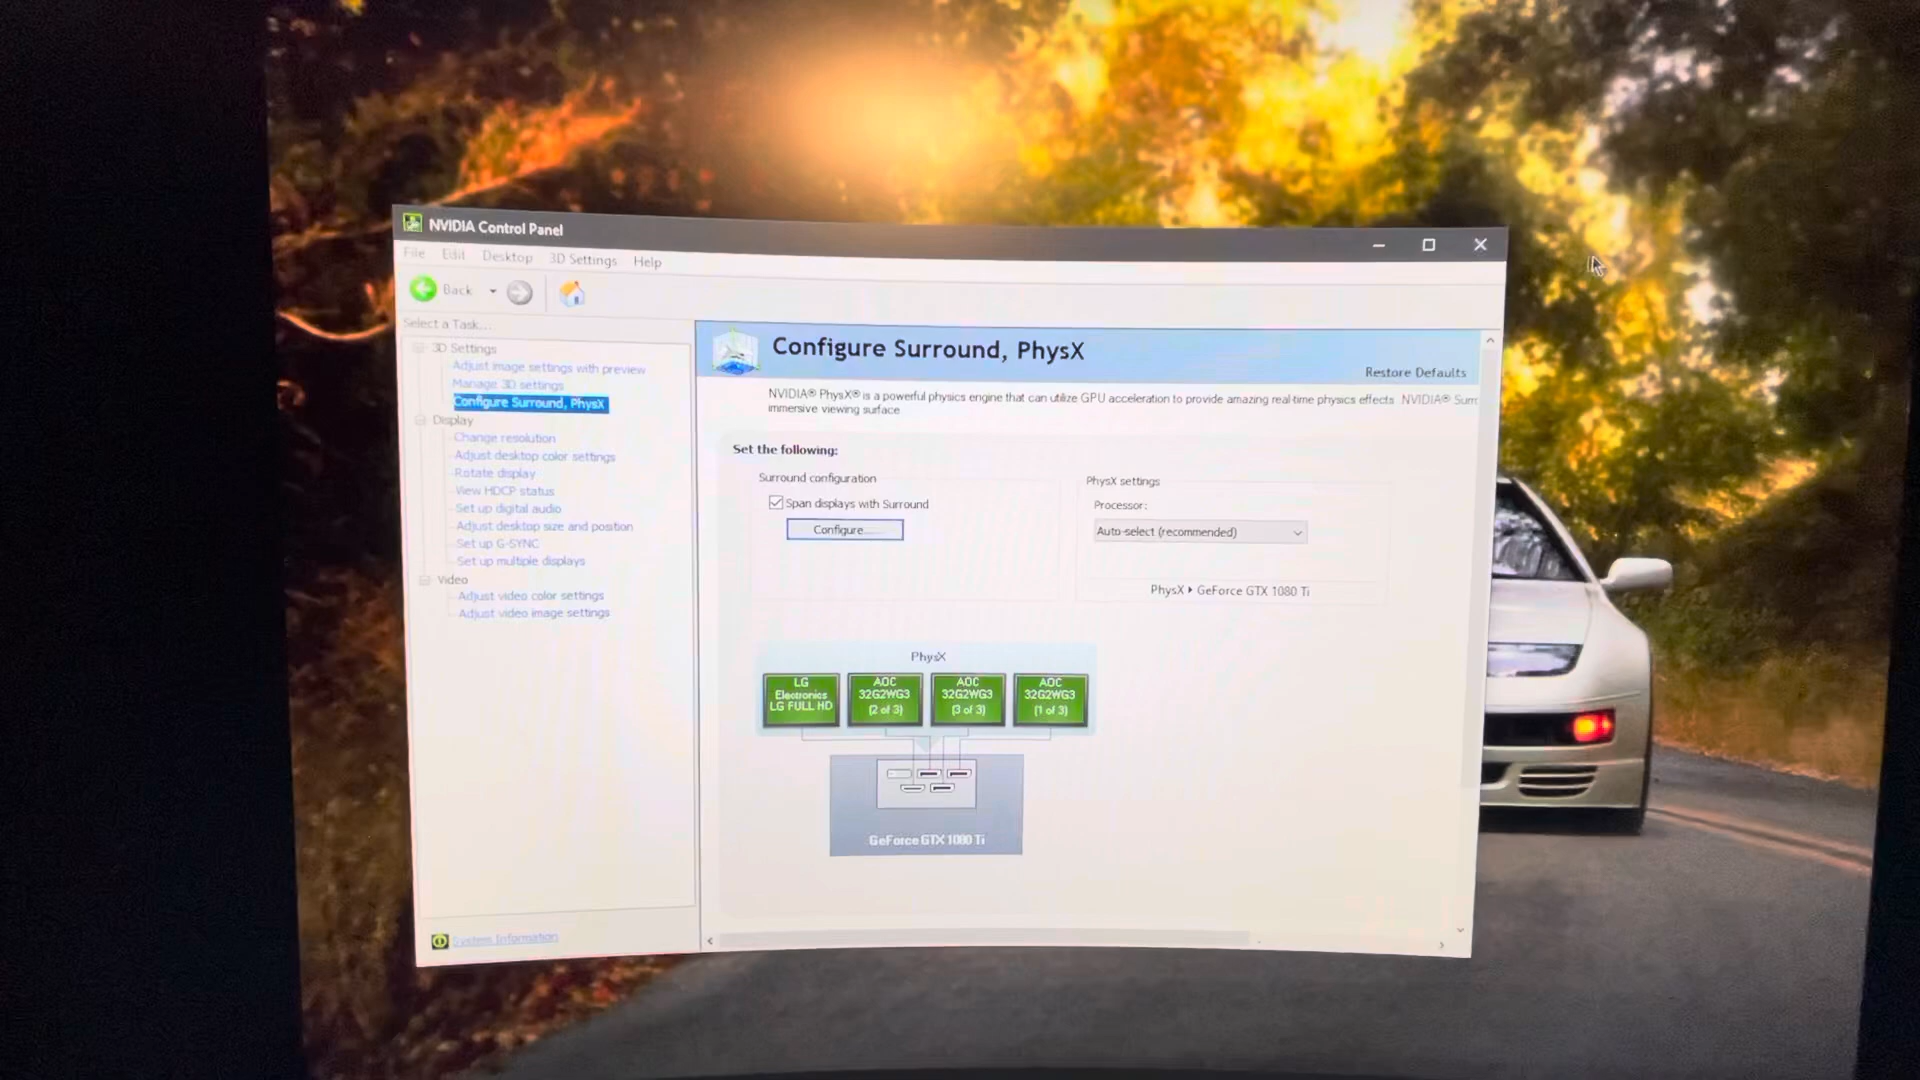 NVIDIA Control Panel
File Edit Desktop 3D Settings Help
Back
Select a Task...
3D Settings
Adjust image settings with preview
Manage 3D settings
Configure Surround, PhysX
Display
Change resolution
Adjust desktop color settings
Rotate display
View HDCP status
Set up digital audio
Adjust desktop size and position
Set up G-SYNC
Set up multiple displays
Video
Adjust video color settings
Adjust video image settings
System Information
Configure Surround, PhysX
Restore Defaults
NVIDIA® PhysX® is a powerful physics engine that can utilize GPU acceleration to provide amazing real-time physics effects. NVIDIA®
immersive viewing surface
Set the following:
Surround configuration
Span displays with Surround
Configure...
PhysX settings
Processor:
Auto-select (recommended)
PhysX ▸ GeForce GTX 1080 Ti
PhysX
LG
Electronics
LG FULL HD
AOC
32G2WG3
(2 of 3)
AOC
32G2WG3
(3 of 3)
AOC
32G2WG3
(1 of 3)
GeForce GTX 1080 Ti